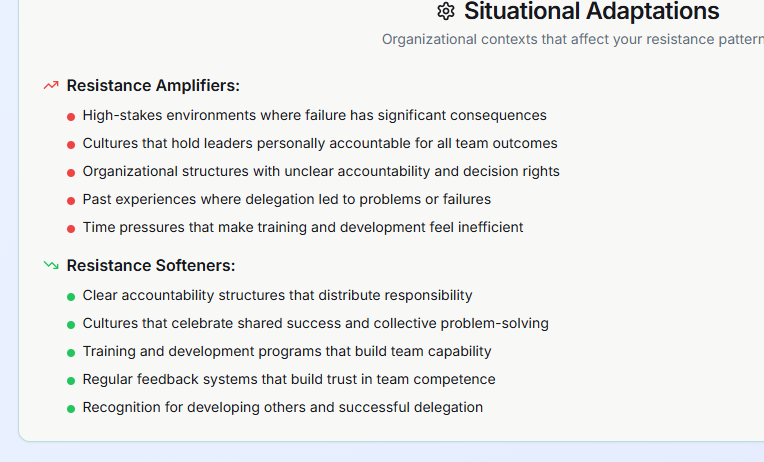 Situational Adaptations
Organizational contexts that affect your resistance pattern
Resistance Amplifiers:
High-stakes environments where failure has significant consequences
Cultures that hold leaders personally accountable for all team outcomes
Organizational structures with unclear accountability and decision rights
Past experiences where delegation led to problems or failures
Time pressures that make training and development feel inefficient
Resistance Softeners:
Clear accountability structures that distribute responsibility
Cultures that celebrate shared success and collective problem-solving
Training and development programs that build team capability
Regular feedback systems that build trust in team competence
Recognition for developing others and successful delegation